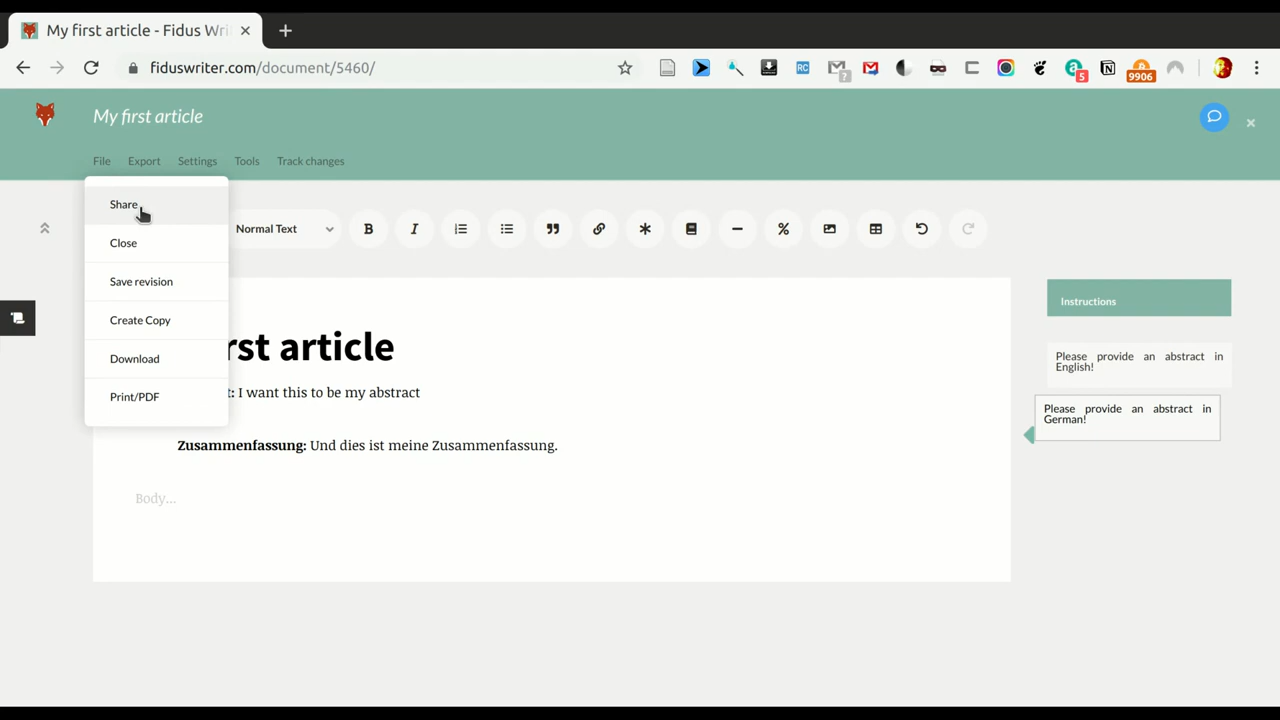 My first article - Fidus Wri
fiduswriter.com/document/5460/
?
5
9906
My first article
File Export Settings Tools Track changes
Share
Close
Save revision
Create Copy
Download
Print/PDF
Normal Text
rst article
t: I want this to be my abstract
Zusammenfassung: Und dies ist meine Zusammenfassung.
Body...
Instructions
Please provide an abstract in
English!
Please provide an abstract in
German!